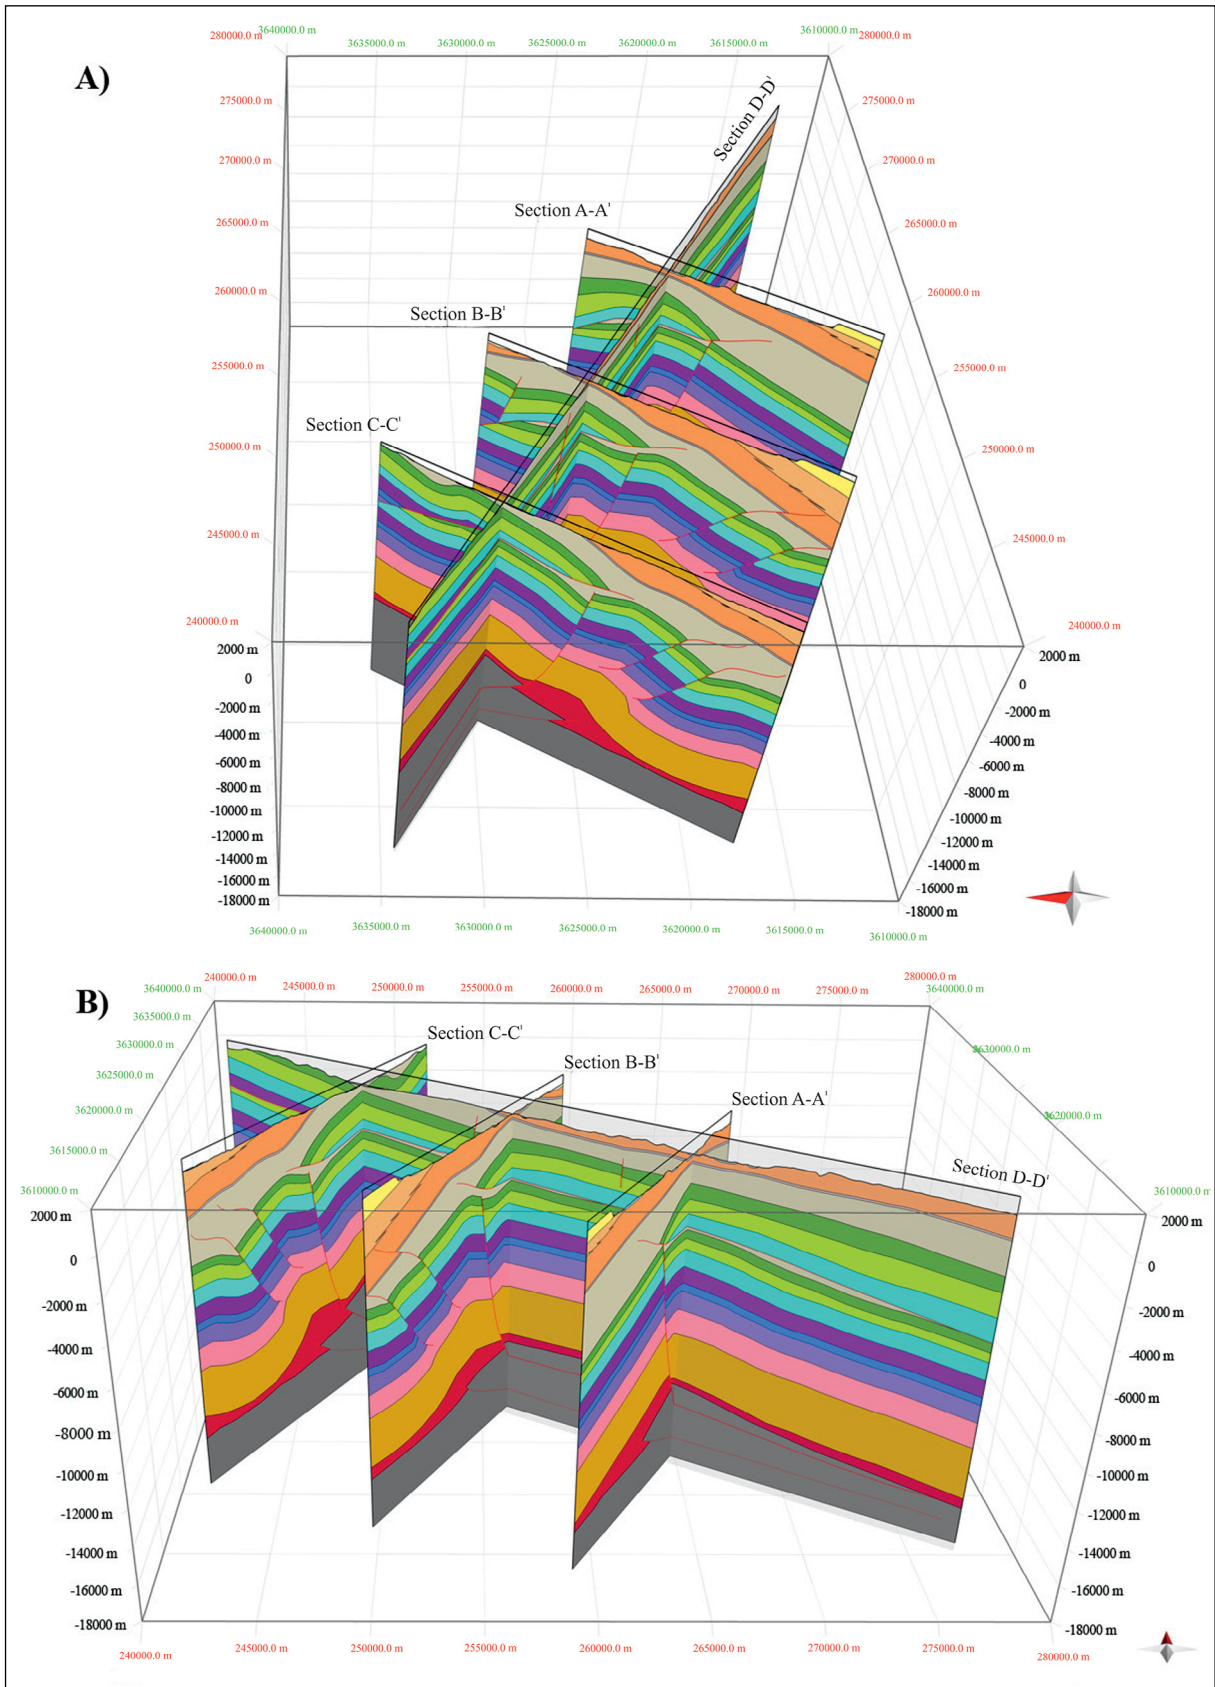 A)
3640000.0 m
280000.0 m
3635000.0 m
3630000.0 m
3625000.0 m
3620000.0 m
3615000.0 m
3610000.0 m
280000.0 m
275000.0 m
275000.0 m
270000.0 m
270000.0 m
265000.0 m
265000.0 m
260000.0 m
260000.0 m
255000.0 m
255000.0 m
250000.0 m
250000.0 m
245000.0 m
245000.0 m
240000.0 m
240000.0 m
Section D-D'
Section A-A'
Section B-B'
Section C-C'
2000 m
0
-2000 m
-4000 m
-6000 m
-8000 m
-10000 m
-12000 m
-14000 m
-16000 m
-18000 m
2000 m
0
-2000 m
-4000 m
-6000 m
-8000 m
-10000 m
-12000 m
-14000 m
-16000 m
-18000 m
3640000.0 m
3635000.0 m
3630000.0 m
3625000.0 m
3620000.0 m
3615000.0 m
3610000.0 m
B)
240000.0 m
245000.0 m
250000.0 m
255000.0 m
260000.0 m
265000.0 m
270000.0 m
275000.0 m
280000.0 m
3640000.0 m
3635000.0 m
3630000.0 m
3625000.0 m
3620000.0 m
3615000.0 m
3610000.0 m
3640000.0 m
3630000.0 m
3620000.0 m
3610000.0 m
Section C-C'
Section B-B'
Section A-A'
Section D-D'
2000 m
0
-2000 m
-4000 m
-6000 m
-8000 m
-10000 m
-12000 m
-14000 m
-16000 m
-18000 m
2000 m
0
-2000 m
-4000 m
-6000 m
-8000 m
-10000 m
-12000 m
-14000 m
-16000 m
-18000 m
240000.0 m
245000.0 m
250000.0 m
255000.0 m
260000.0 m
265000.0 m
270000.0 m
275000.0 m
280000.0 m